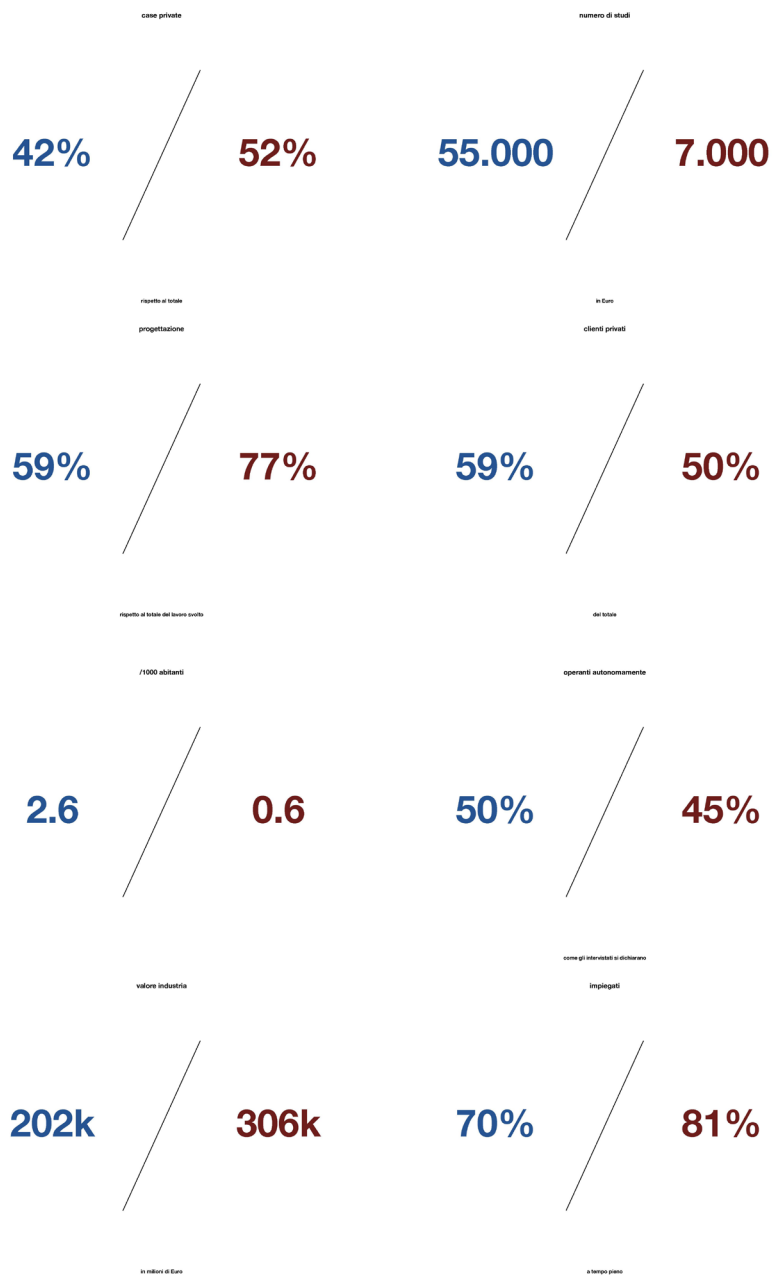 case private
numero di studi
42%
52%
55.000
7.000
rispetto al totale
in Euro
progettazione
clienti privati
59%
77%
59%
50%
rispetto al totale del lavoro svolto
del totale
/1000 abitanti
operanti autonomamente
2.6
0.6
50%
45%
come gli intervistati si dichiarano
valore industria
impiegati
202k
306k
70%
81%
in milioni di Euro
a tempo pieno